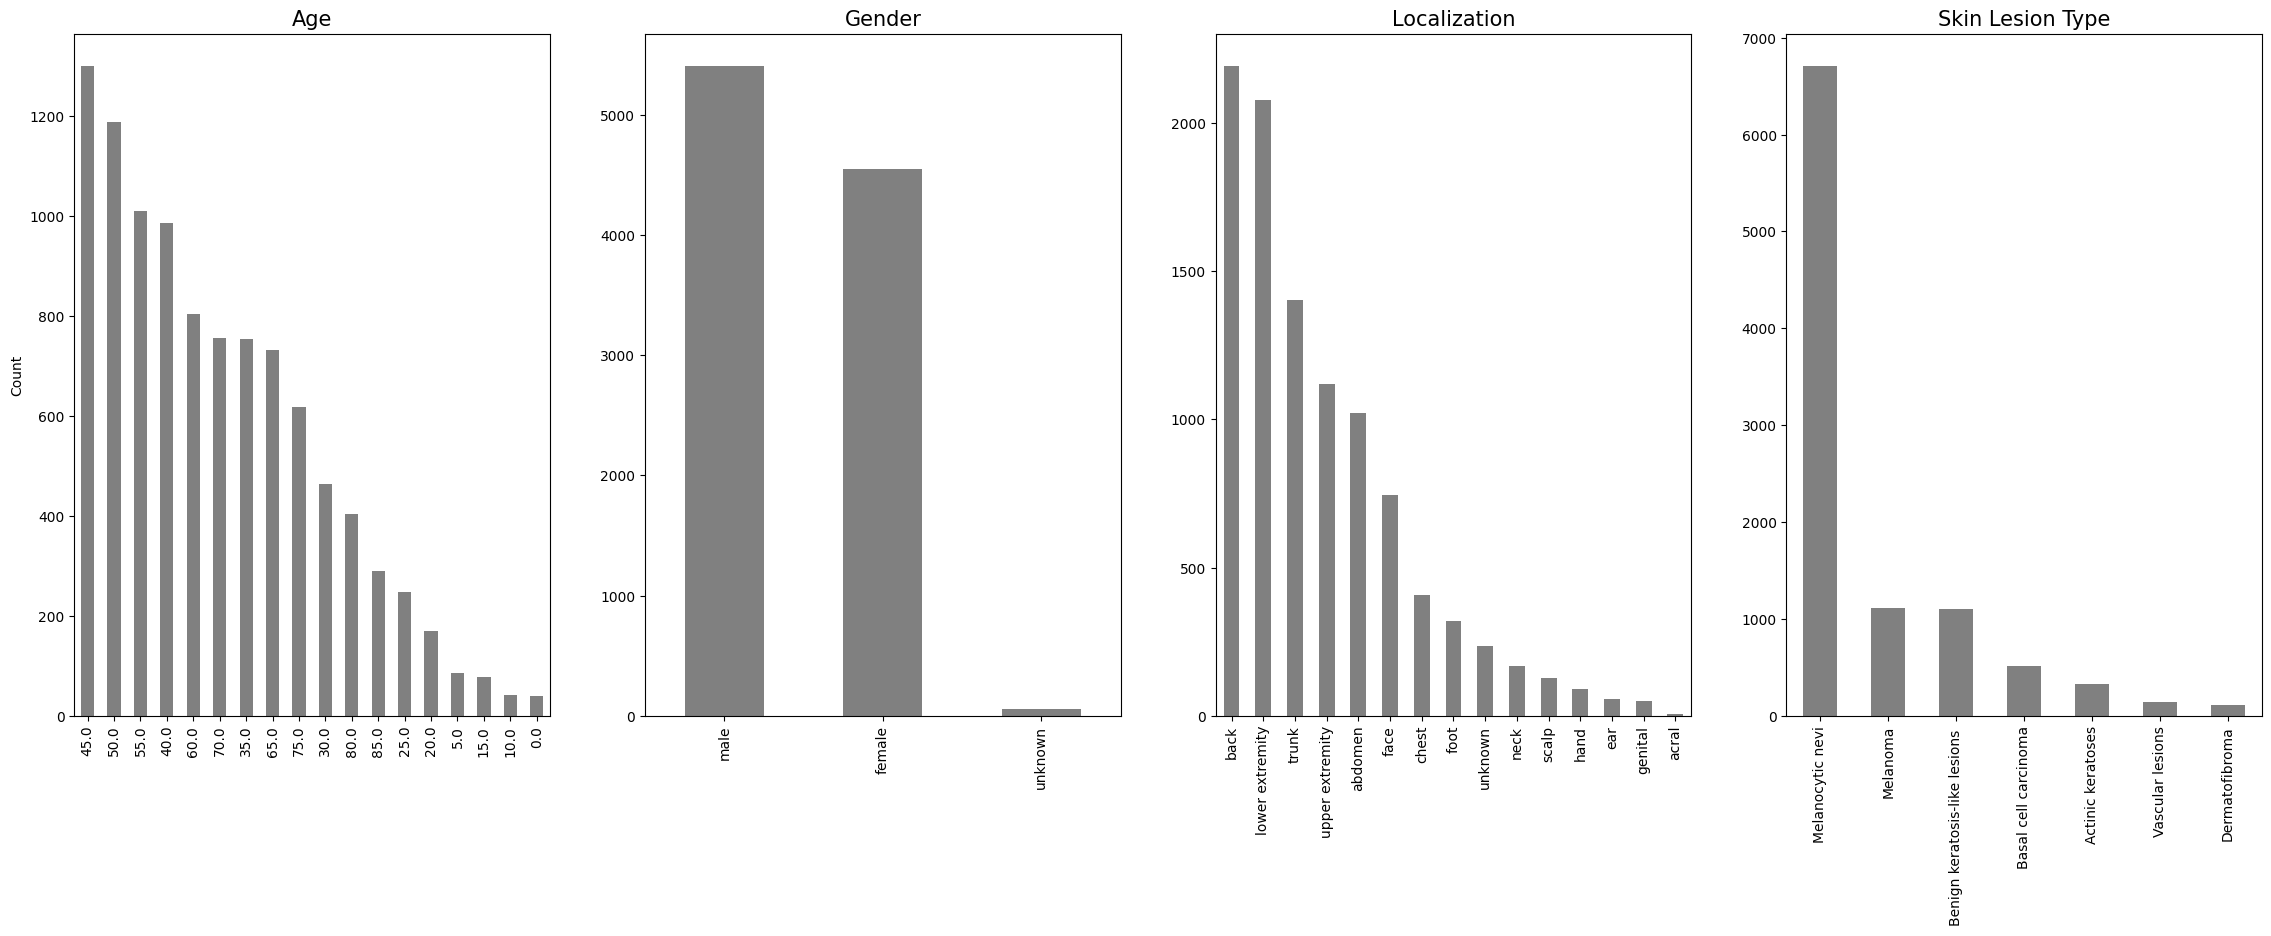 Age
Count
1200
1000
800
600
400
200
0
45.0
50.0
55.0
40.0
60.0
70.0
35.0
65.0
75.0
30.0
80.0
85.0
25.0
20.0
5.0
15.0
10.0
0.0
Gender
5000
4000
3000
2000
1000
0
male
female
unknown
Localization
2000
1500
1000
500
0
back
lower extremity
trunk
upper extremity
abdomen
face
chest
foot
unknown
neck
scalp
hand
ear
genital
acral
Skin Lesion Type
7000
6000
5000
4000
3000
2000
1000
0
Melanocytic nevi
Melanoma
Benign keratosis-like lesions
Basal cell carcinoma
Actinic keratoses
Vascular lesions
Dermatofibroma